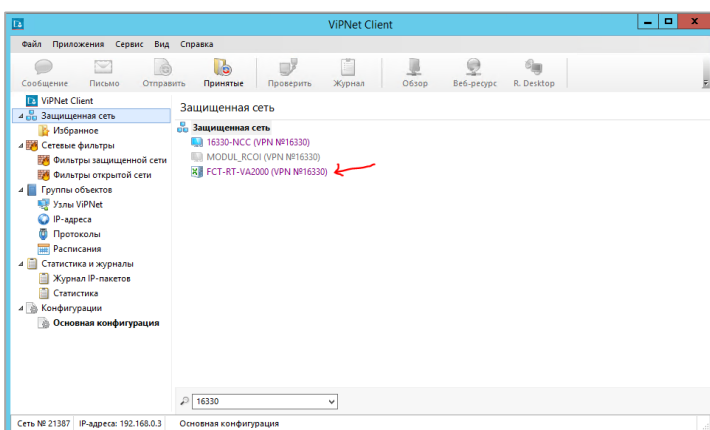 ViPNet Client
Файл Приложения Сервис Вид Справка
Сообщение Письмо Отправить Принятые Проверить Журнал Обзор Веб-ресурс R. Desktop
ViPNet Client
Защищенная сеть
Избранное
Сетевые фильтры
Фильтры защищенной сети
Фильтры открытой сети
Группы объектов
Узлы ViPNet
IP-адреса
Протоколы
Расписания
Статистика и журналы
Журнал IP-пакетов
Статистика
Конфигурации
Основная конфигурация
Защищенная сеть
Защищенная сеть
16330-NCC (VPN №16330)
MODUL_RCOI (VPN №16330)
FCT-RT-VA2000 (VPN №16330)
16330
Сеть № 21387 IP-адреса: 192.168.0.3 Основная конфигурация